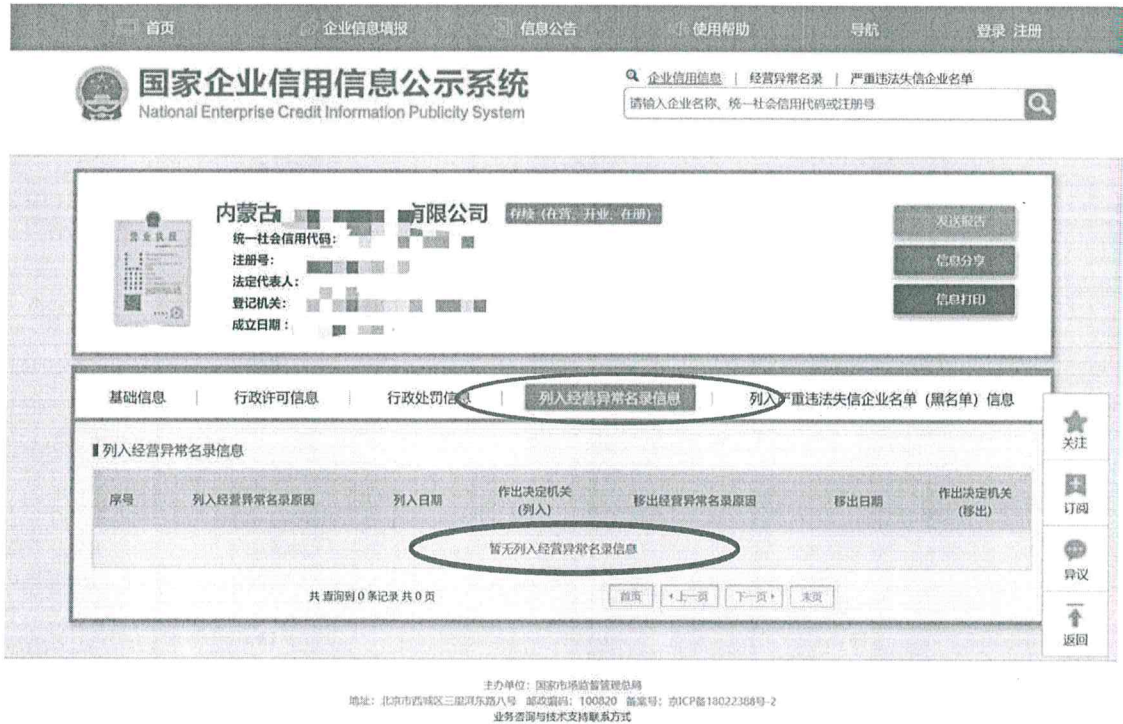 首页 企业信息填报 信息公告 使用帮助 导航 登录 注册
国家企业信用信息公示系统
National Enterprise Credit Information Publicity System
企业信用信息 | 经营异常名录 | 严重违法失信企业名单
请输入企业名称、统一社会信用代码或注册号
内蒙古 有限公司 存续（在营、开业、在册）
营业执照
统一社会信用代码：
注册号：
法定代表人：
登记机关：
成立日期：
发送报告
信息分享
信息打印
基础信息 | 行政许可信息 | 行政处罚信息 | 列入经营异常名录信息 | 列入严重违法失信企业名单（黑名单）信息
列入经营异常名录信息
序号 列入经营异常名录原因 列入日期 作出决定机关(列入) 移出经营异常名录原因 移出日期 作出决定机关(移出)
暂无列入经营异常名录信息
共 查询到 0 条记录 共 0 页 首页 上一页 下一页 末页
关注
订阅
异议
返回
主办单位：国家市场监督管理总局
地址：北京市西城区三里河东路八号 邮政编码：100820 备案号：京ICP备18022388号-2
业务咨询与技术支持联系方式